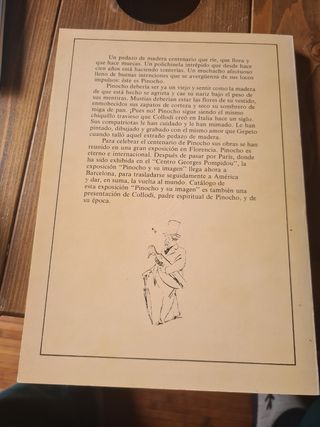 Un pedazo de madera centenario que ríe, que llora y
que hace muecas. Un polichinela intrépido que desde hace
cien años está haciendo tonterías. Un muchacho afectuoso
lleno de buenas intenciones que se avergüenza de sus locos
impulsos: éste es Pinocho.
Pinocho debería ser ya un viejo y sentir como la madera
de que está hecho se agrieta y cae su nariz bajo el peso de
sus mentiras. Mustias deberían estar las flores de su vestido,
enmohecidos sus zapatos de corteza y seco su sombrero de
miga de pan. ¡Pues no! Pinocho sigue siendo el mismo
chiquillo travieso que Collodi creó en Italia hace un siglo.
Sus compatriotas le han cuidado y le han mimado. Le han
pintado, dibujado y grabado con el mismo amor que Gepeto
cuando talló aquel extraño pedazo de madera.
Para celebrar el centenario de Pinocho sus obras se han
reunido en una gran exposición en Florencia. Pinocho es
eterno e internacional. Después de pasar por París, donde
ha sido exhibida en el "Centro Georges Pompidou", la
exposición "Pinocho y su imagen" llega ahora a
Barcelona, para trasladarse seguidamente a América
y dar, en suma, la vuelta al mundo. Catálogo de
esta exposición "Pinocho y su imagen" es también una
presentación de Collodi, padre espiritual de Pinocho, y de
su época.